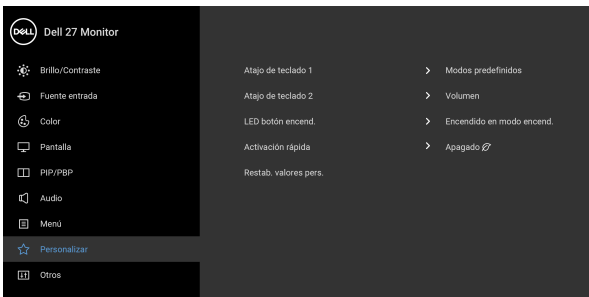 DELL Dell 27 Monitor
Brillo/Contraste
Fuente entrada
Color
Pantalla
PIP/PBP
Audio
Menú
Personalizar
Otros
Atajo de teclado 1 Modos predefinidos
Atajo de teclado 2 Volumen
LED botón encend. Encendido en modo encend.
Activación rápida Apagado
Restab. valores pers.